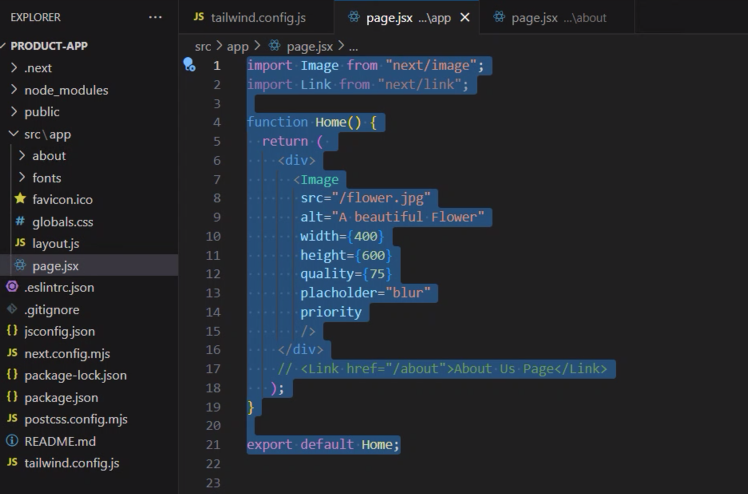 EXPLORER
PRODUCT-APP
.next
node_modules
public
src\app
about
fonts
favicon.ico
# globals.css
JS layout.js
page.jsx
.eslintrc.json
.gitignore
{} jsconfig.json
JS next.config.mjs
{} package-lock.json
{} package.json
JS postcss.config.mjs
README.md
JS tailwind.config.js
JS tailwind.config.js
page.jsx ...\app
page.jsx ...\about
src > app > page.jsx > ...
1 import Image from "next/image";
2 import Link from "next/link";
3
4 function Home() {
5 return (
6 <div>
7 <Image
8 src="/flower.jpg"
9 alt="A beautiful Flower"
10 width={400}
11 height={600}
12 quality={75}
13 placholder="blur"
14 priority
15 />
16 </div>
17 // <Link href="/about">About Us Page</Link>
18 );
19 }
20
21 export default Home;
22
23